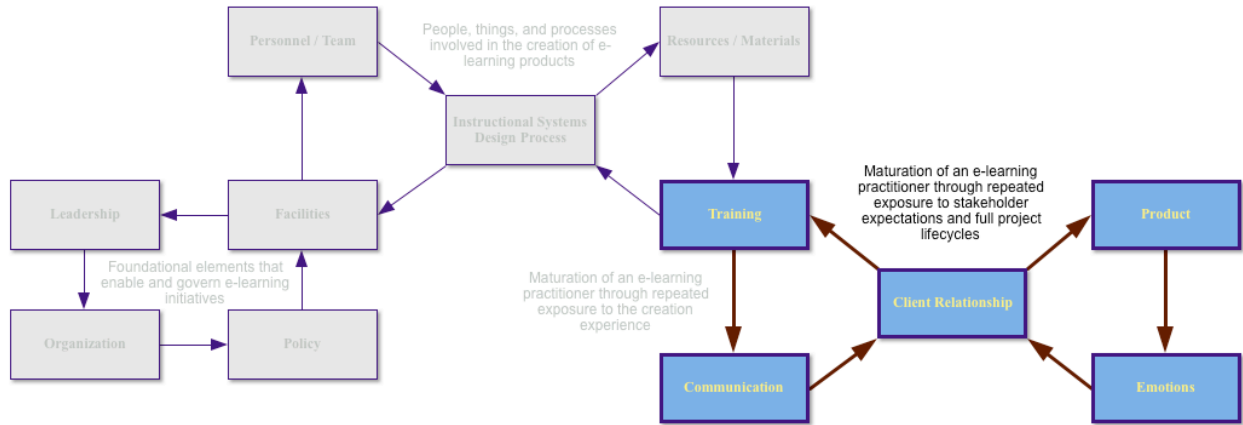 Personnel / Team
People, things, and processes
involved in the creation of e-
learning products
Resources / Materials
Instructional Systems
Design Process
Leadership
Facilities
Foundational elements that
enable and govern e-learning
initiatives
Organization
Policy
Maturation of an e-learning
practitioner through repeated
exposure to stakeholder
expectations and full project
lifecycles
Training
Product
Maturation of an e-learning
practitioner through repeated
exposure to the creation
experience
Client Relationship
Communication
Emotions